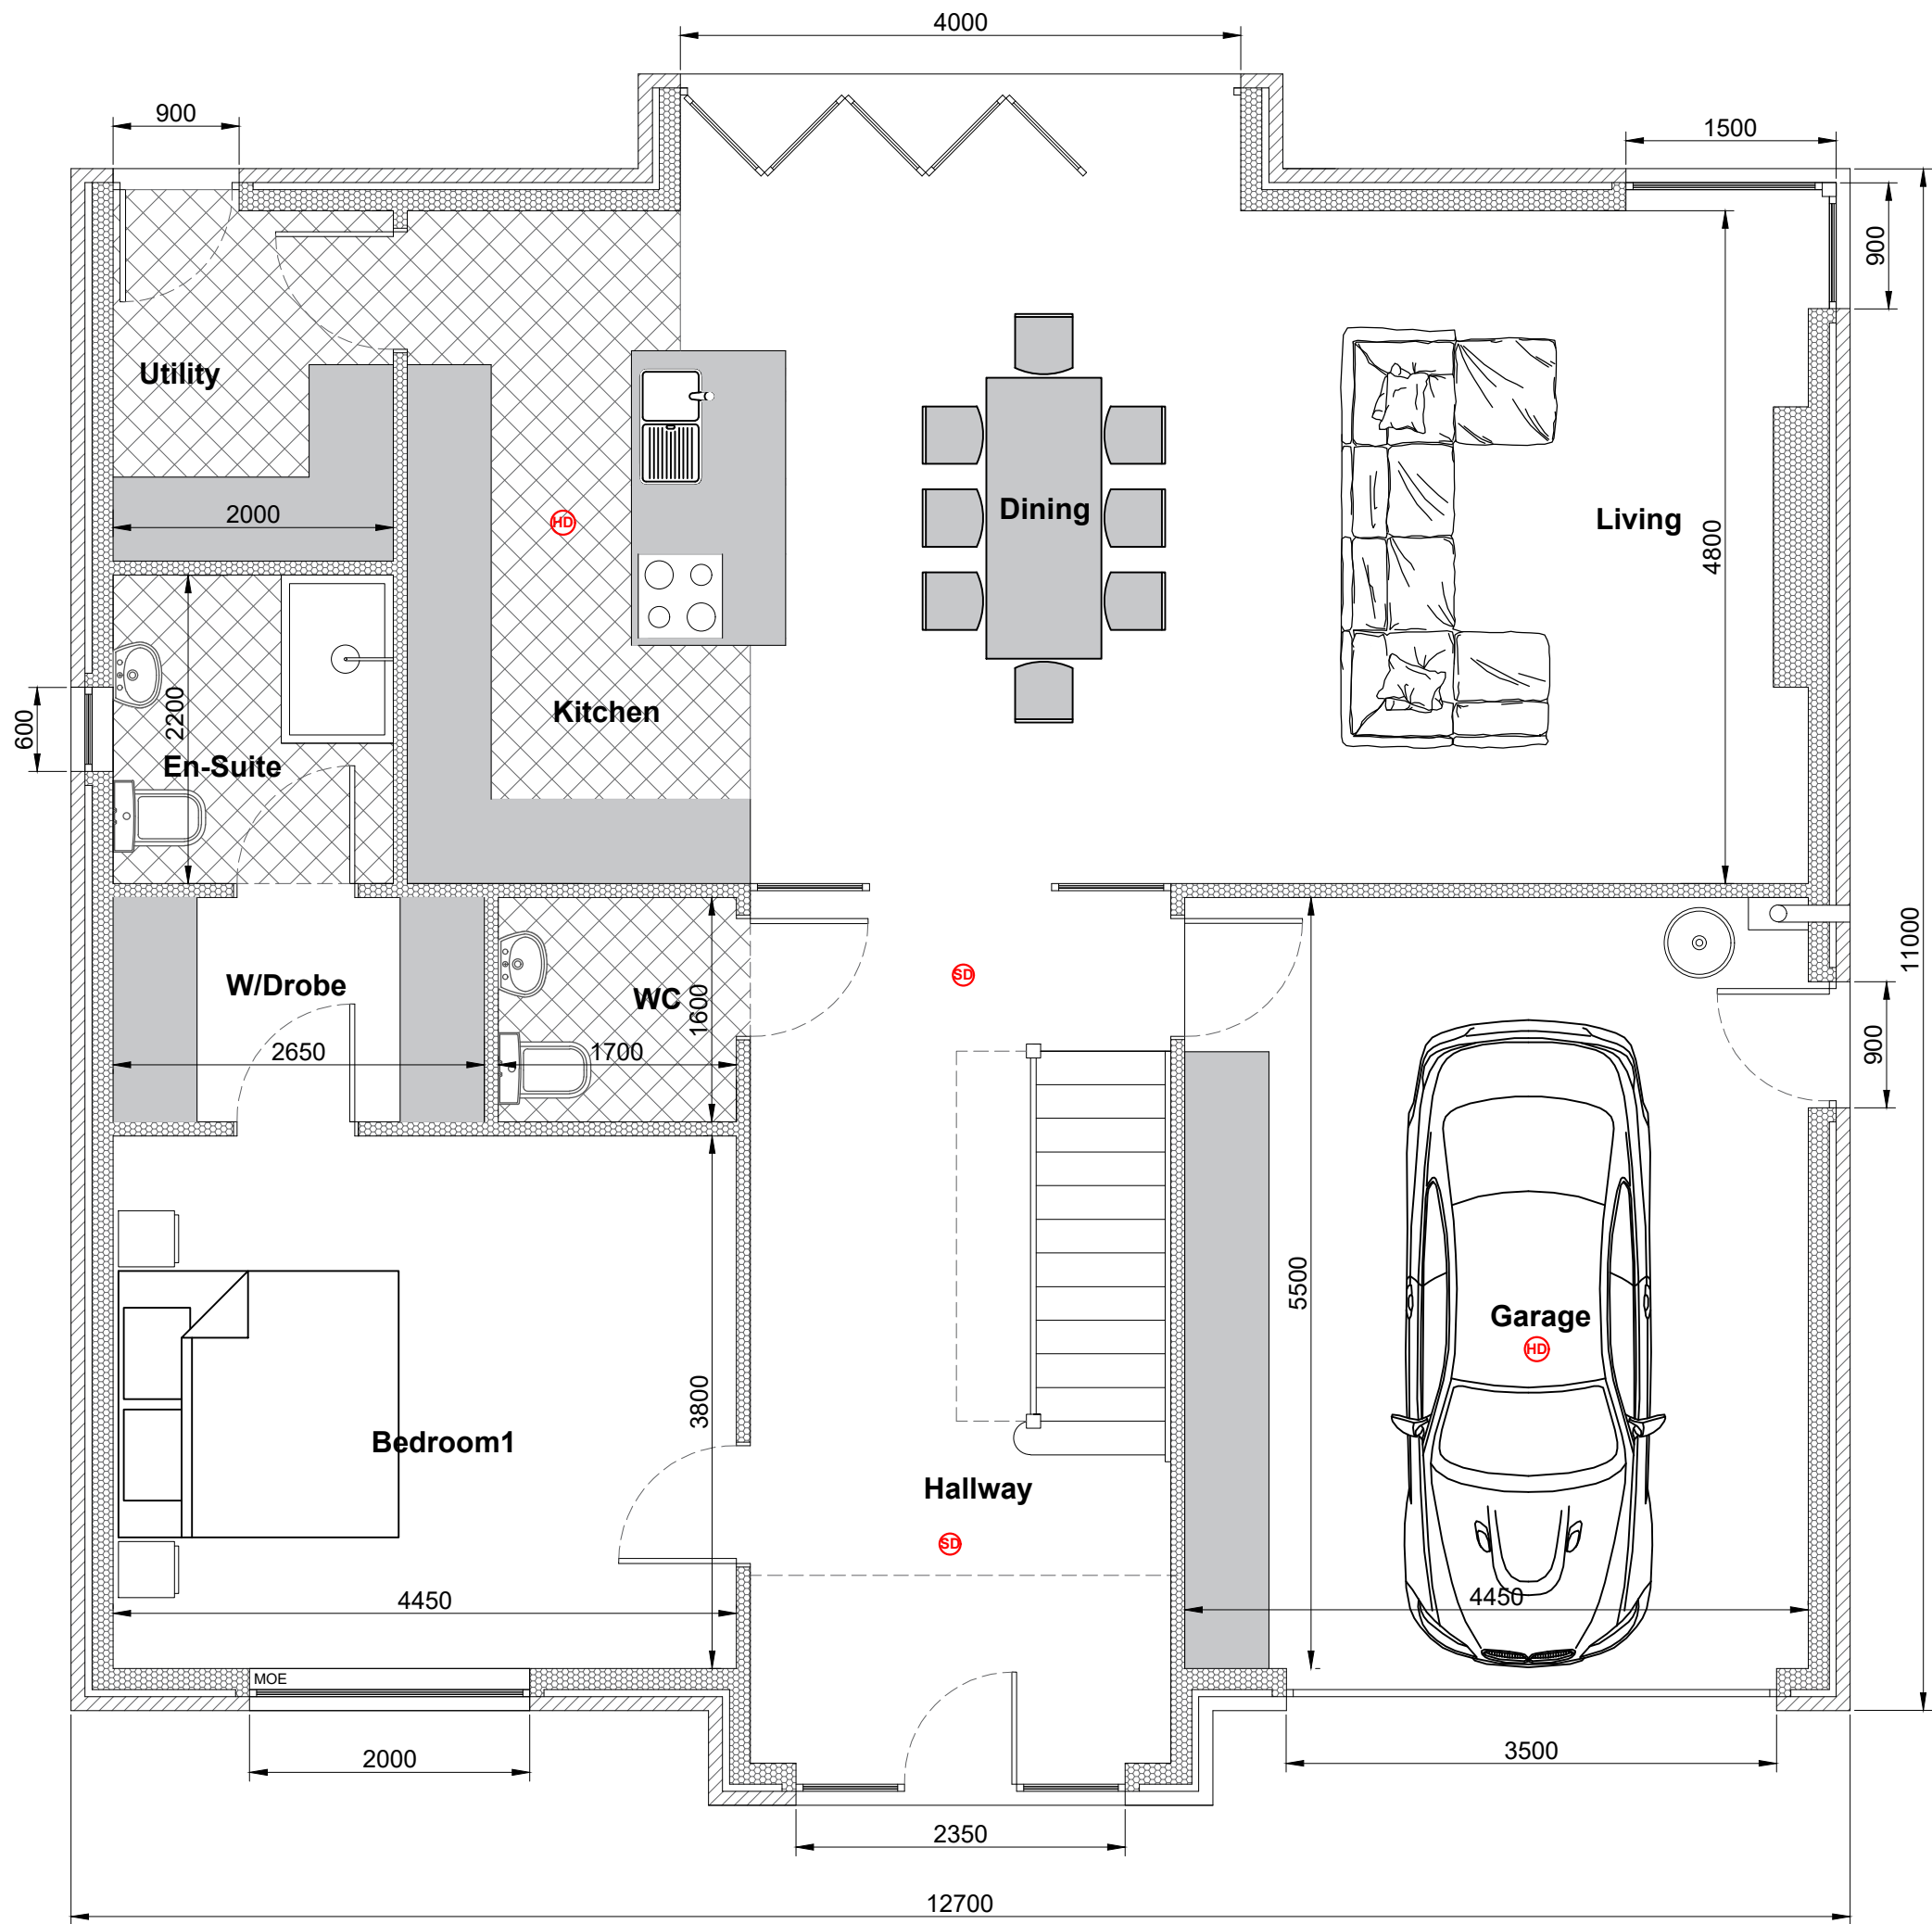 4000
900
1500
900
Utility
HD
Dining
Living
2000
4800
600
2200
Kitchen
En-Suite
11000
SD
W/Drobe
WC
1600
2650
1700
900
5500
Garage
HD
3800
Bedroom1
Hallway
SD
4450
4450
MOE
2000
3500
2350
12700